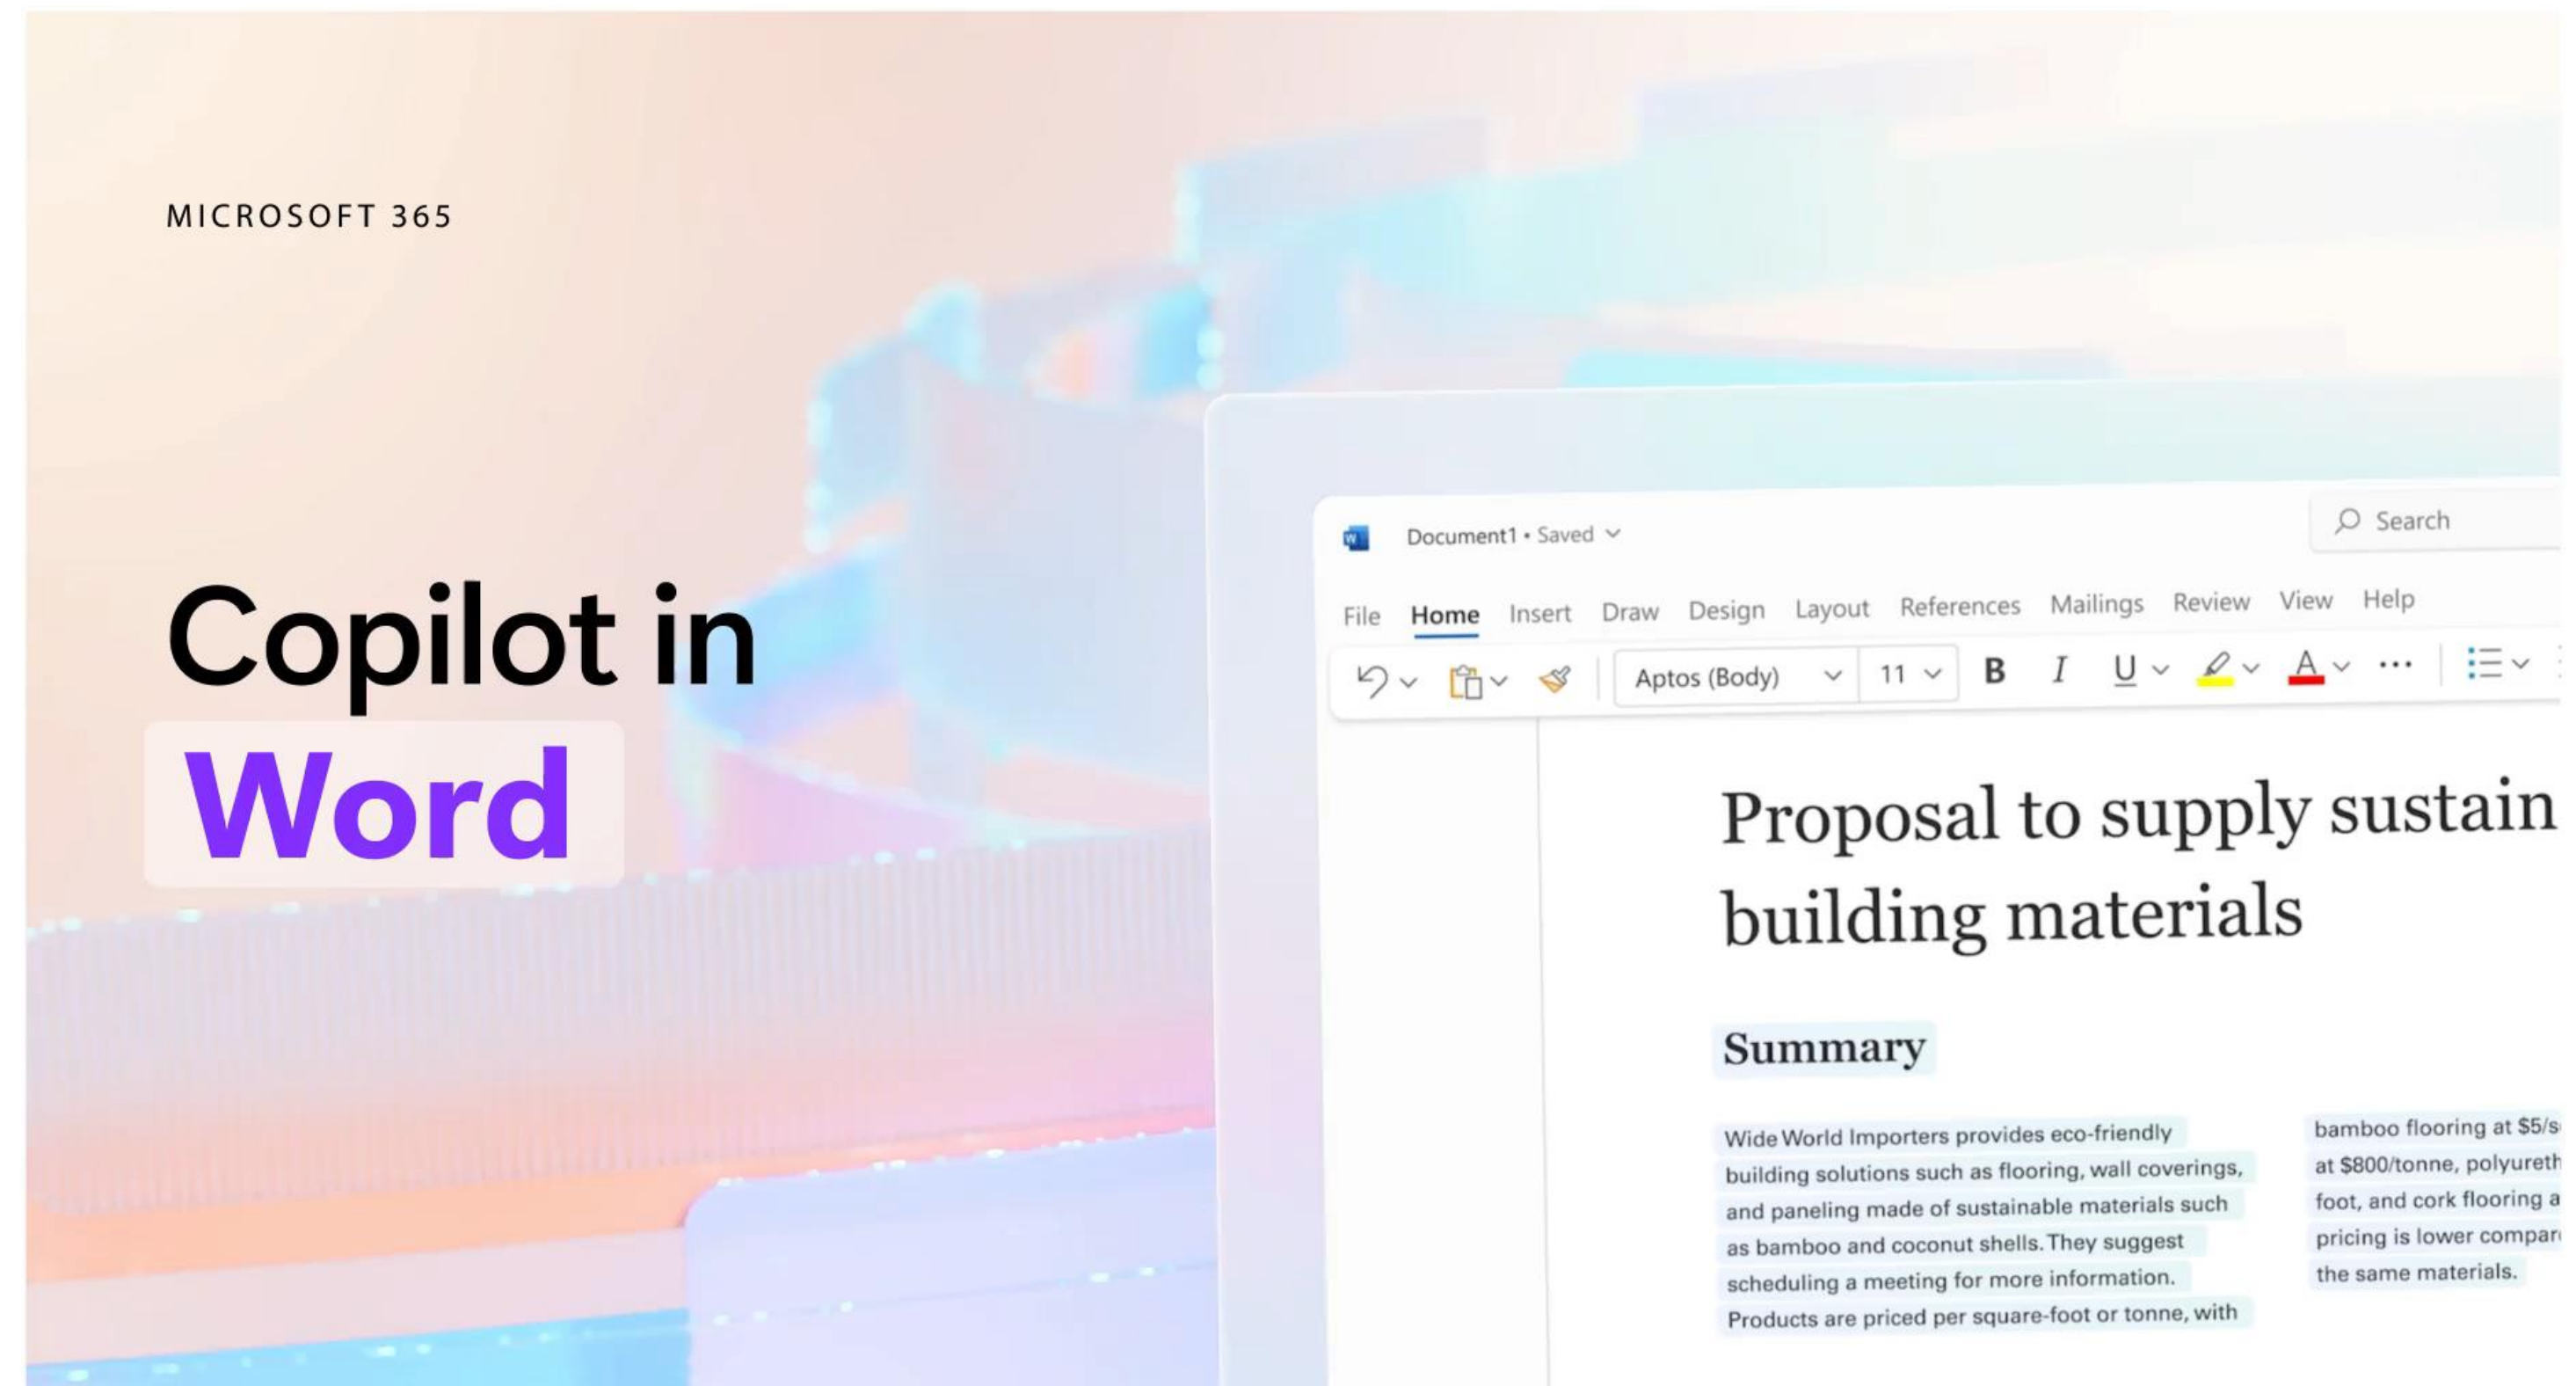 MICROSOFT 365
Copilot in
Word
Document1 • Saved
Search
File Home Insert Draw Design Layout References Mailings Review View Help
Aptos (Body) 11 B I U A
Proposal to supply sustain
building materials
Summary
Wide World Importers provides eco-friendly
building solutions such as flooring, wall coverings,
and paneling made of sustainable materials such
as bamboo and coconut shells. They suggest
scheduling a meeting for more information.
Products are priced per square-foot or tonne, with
bamboo flooring at $5/s
at $800/tonne, polyureth
foot, and cork flooring a
pricing is lower compar
the same materials.